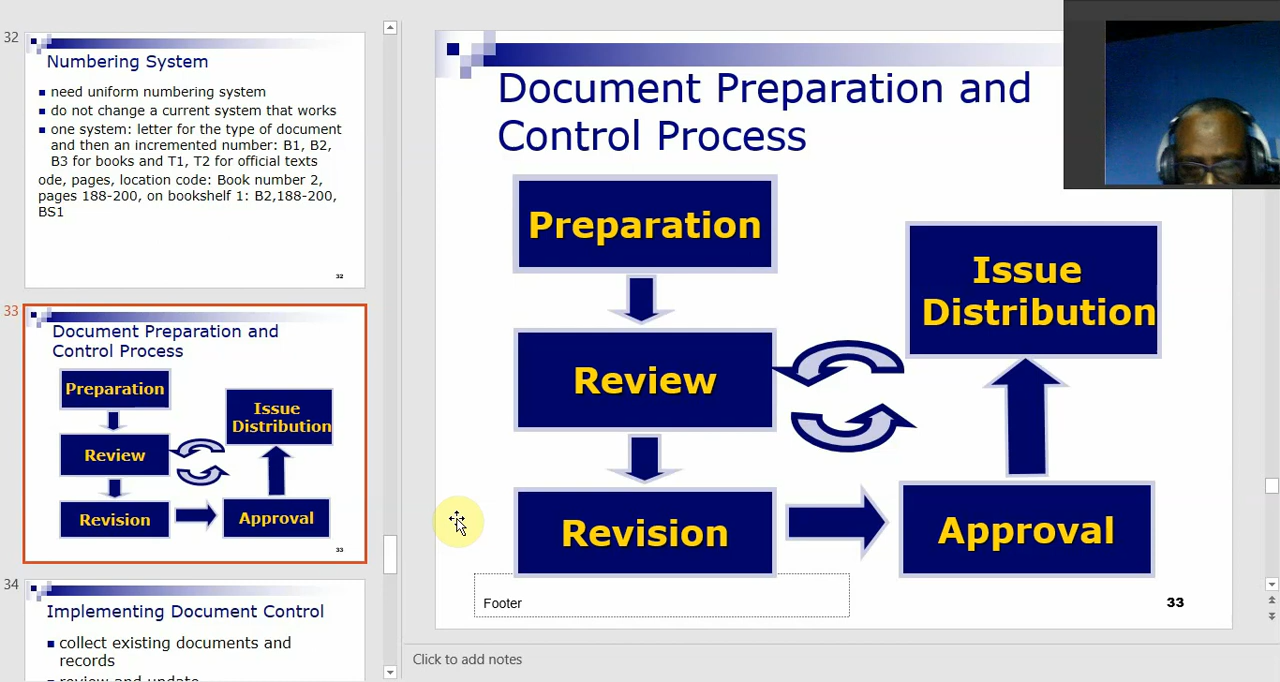 32
Numbering System
need uniform numbering system
do not change a current system that works
one system: letter for the type of document
and then an incremented number: B1, B2,
B3 for books and T1, T2 for official texts
ode, pages, location code: Book number 2,
pages 188-200, on bookshelf 1: B2,188-200,
BS1
32
33
Document Preparation and
Control Process
Preparation
Review
Revision
Issue
Distribution
Approval
33
34
Implementing Document Control
collect existing documents and
records
review and update
Document Preparation and
Control Process
Preparation
Review
Revision
Issue
Distribution
Approval
Footer
33
Click to add notes